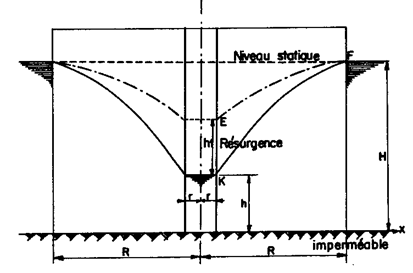 Niveau statique F
E
h' Résurgence
H
K
r r
h
x
imperméable
R R